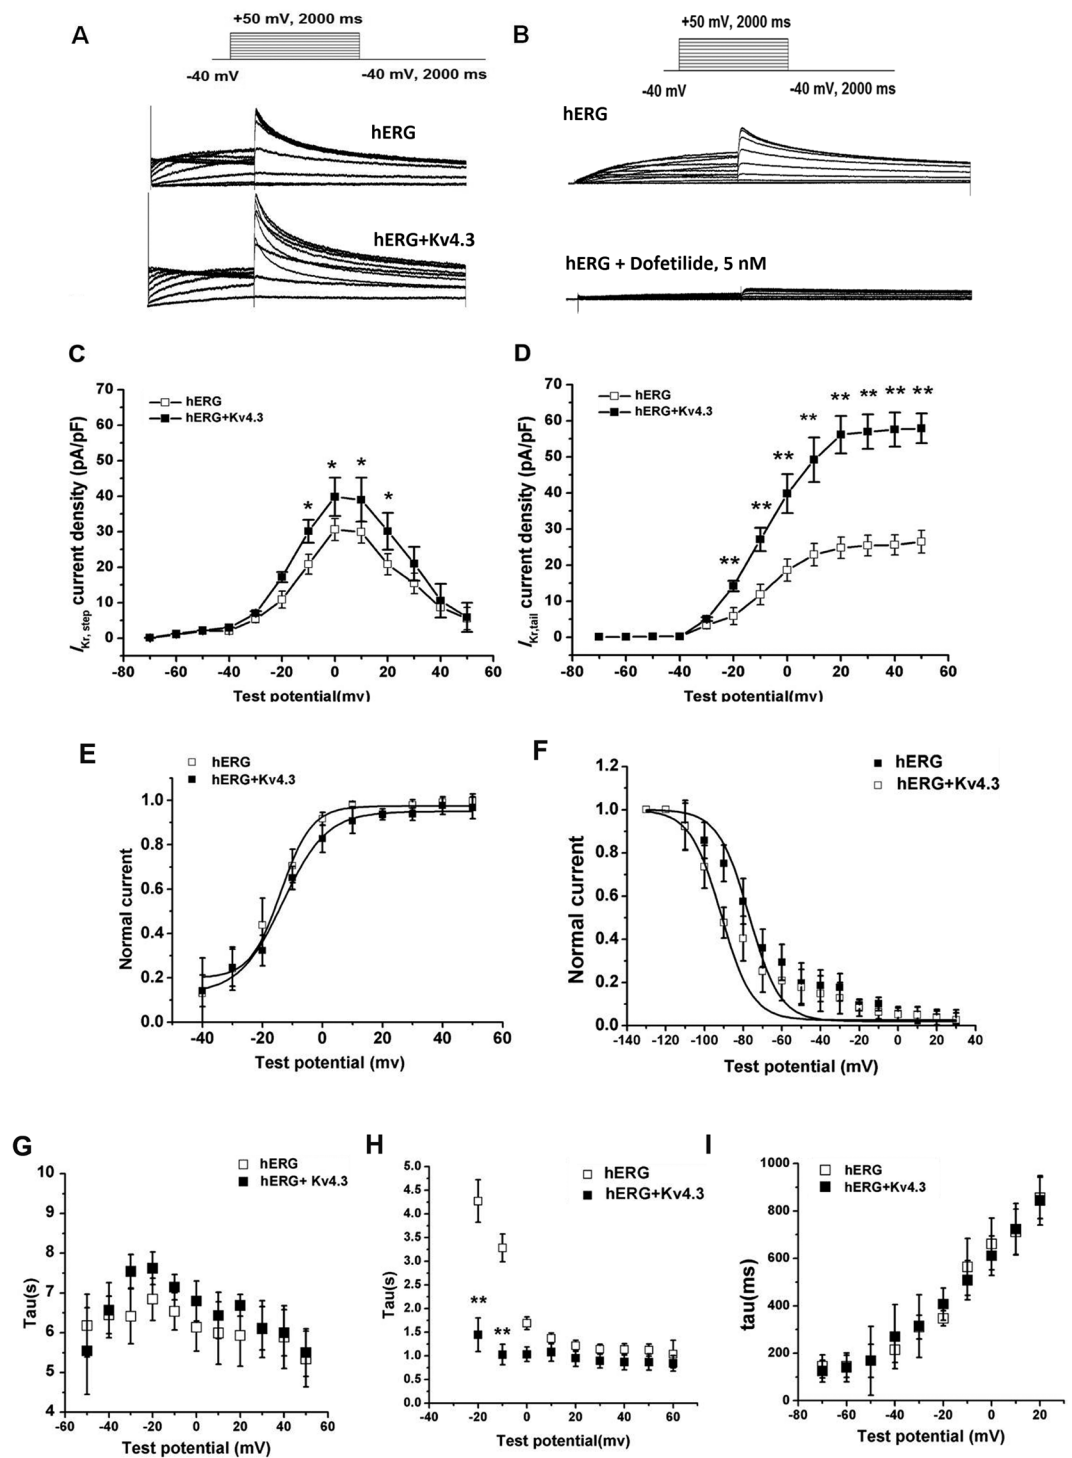 A
+50 mV, 2000 ms
-40 mV
-40 mV, 2000 ms
hERG
hERG+Kv4.3
B
+50 mV, 2000 ms
-40 mV
-40 mV, 2000 ms
hERG
hERG + Dofetilide, 5 nM
C
hERG
hERG+Kv4.3
70
60
50
40
30
20
10
0
* * * *
IKr, step current density (pA/pF)
-80 -60 -40 -20 0 20 40 60
Test potential(mv)
D
hERG
hERG+Kv4.3
70
60
50
40
30
20
10
0
** ** ** ** ** ** ** **
IKr,tail current density (pA/pF)
-80 -60 -40 -20 0 20 40 60
Test potential(mv)
E
hERG
hERG+Kv4.3
1.0
0.8
0.6
0.4
0.2
0.0
Normal current
-40 -20 0 20 40 60
Test potential (mv)
F
hERG
hERG+Kv4.3
1.2
1.0
0.8
0.6
0.4
0.2
0.0
Normal current
-140 -120 -100 -80 -60 -40 -20 0 20 40
Test potential (mV)
G
hERG
hERG+ Kv4.3
10
9
8
7
6
5
4
Tau(s)
-60 -40 -20 0 20 40 60
Test potential (mV)
H
hERG
hERG+Kv4.3
5.0
4.5
4.0
3.5
3.0
2.5
2.0
1.5
1.0
0.5
0.0
** **
Tau(s)
-40 -20 0 20 40 60
Test potential(mv)
I
hERG
hERG+Kv4.3
1000
800
600
400
200
0
tau(ms)
-80 -60 -40 -20 0 20
Test potential (mV)